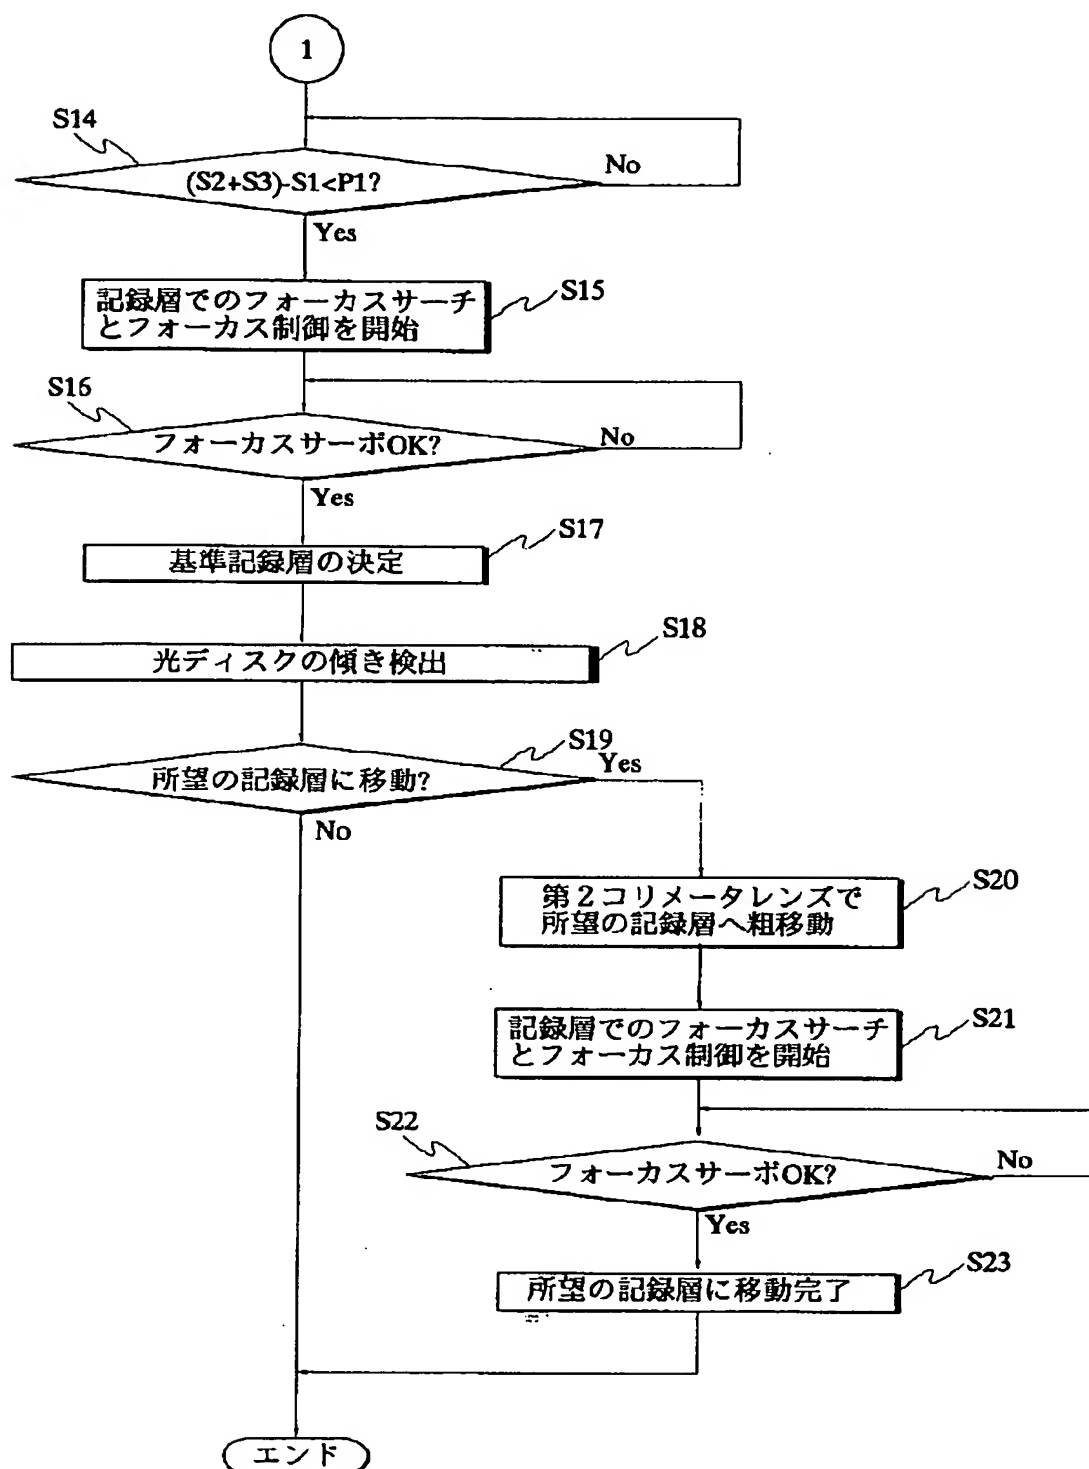 1
S14
(S2+S3)-S1<P1?
No
Yes
記録層でのフォーカスサーチ
とフォーカス制御を開始
S15
S16
フォーカスサーボOK?
No
Yes
S17
基準記録層の決定
S18
光ディスクの傾き検出
S19
所望の記録層に移動?
Yes
No
第2コリメータレンズで
所望の記録層へ粗移動
S20
記録層でのフォーカスサーチ
とフォーカス制御を開始
S21
S22
フォーカスサーボOK?
No
Yes
S23
所望の記録層に移動完了
エンド